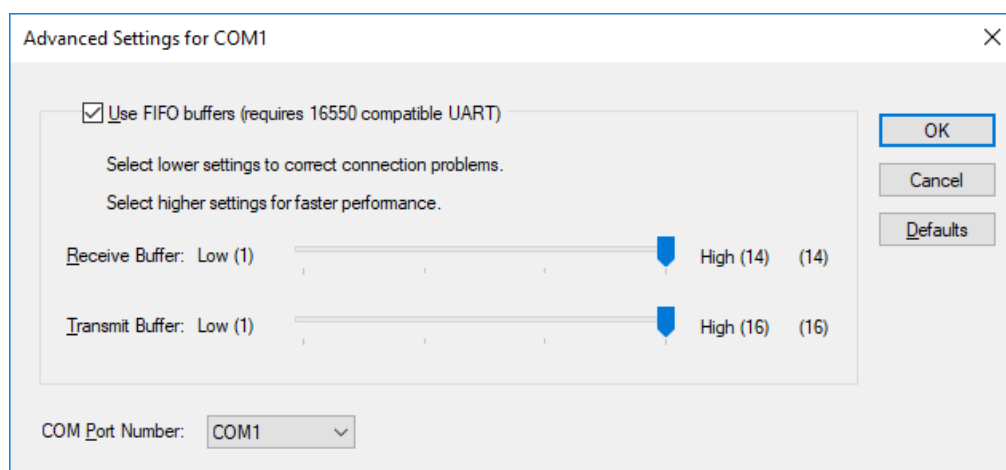 Advanced Settings for COM1
Use FIFO buffers (requires 16550 compatible UART)
Select lower settings to correct connection problems.
Select higher settings for faster performance.
Receive Buffer: Low (1) High (14) (14)
Transmit Buffer: Low (1) High (16) (16)
COM Port Number: COM1
OK
Cancel
Defaults